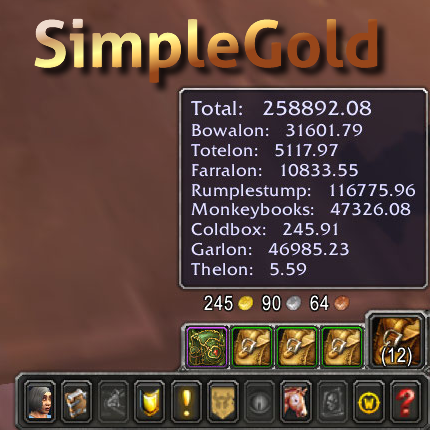 SimpleGold
Total: 258892.08
Bowalon: 31601.79
Totelon: 5117.97
Farralon: 10833.55
Rumplestump: 116775.96
Monkeybooks: 47326.08
Coldbox: 245.91
Garlon: 46985.23
Thelon: 5.59
245 90 64
(12)
! ?